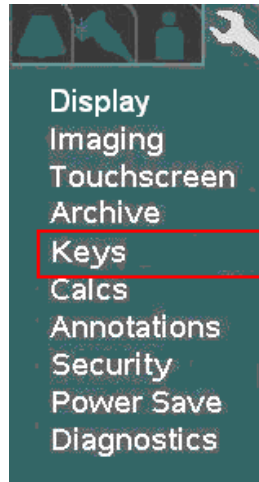 Display
Imaging
Touchscreen
Archive
Keys
Calcs
Annotations
Security
Power Save
Diagnostics